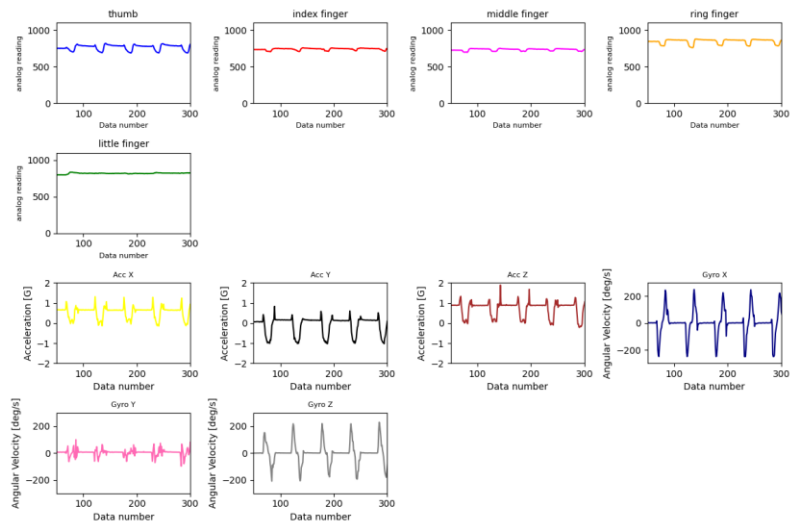 thumb
analog reading
1000
500
0
100
200
300
Data number
index finger
analog reading
1000
500
0
100
200
300
Data number
middle finger
analog reading
1000
500
0
100
200
300
Data number
ring finger
analog reading
1000
500
0
100
200
300
Data number
little finger
analog reading
1000
500
0
100
200
300
Data number
Acc X
Acceleration [G]
2
1
0
−1
−2
100
200
300
Data number
Acc Y
Acceleration [G]
2
1
0
−1
−2
100
200
300
Data number
Acc Z
Acceleration [G]
2
1
0
−1
−2
100
200
300
Data number
Gyro X
Angular Velocity [deg/s]
200
0
−200
100
200
300
Data number
Gyro Y
Angular Velocity [deg/s]
200
0
−200
100
200
300
Data number
Gyro Z
Angular Velocity [deg/s]
200
0
−200
100
200
300
Data number